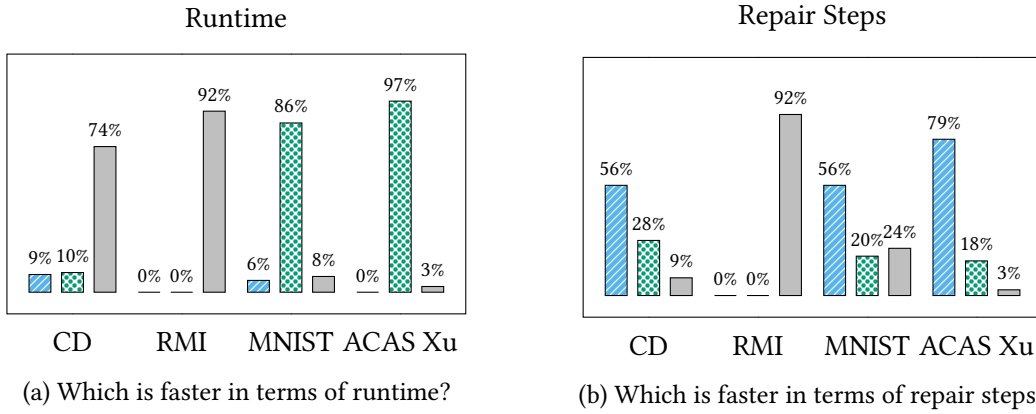 Runtime
9% 10% 74% 0% 0% 92% 6% 86% 8% 0% 97% 3%
CD RMI MNIST ACAS Xu
(a) Which is faster in terms of runtime?
Repair Steps
56% 28% 9% 0% 0% 92% 56% 20% 24% 79% 18% 3%
CD RMI MNIST ACAS Xu
(b) Which is faster in terms of repair steps